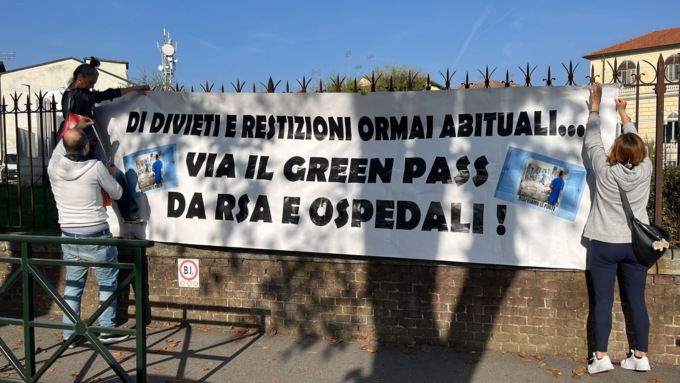 DI DIVIETI E RESTIZIONI ORMAI ABITUALI...
VIA IL GREEN PASS
DA RSA E OSPEDALI !
B.I.